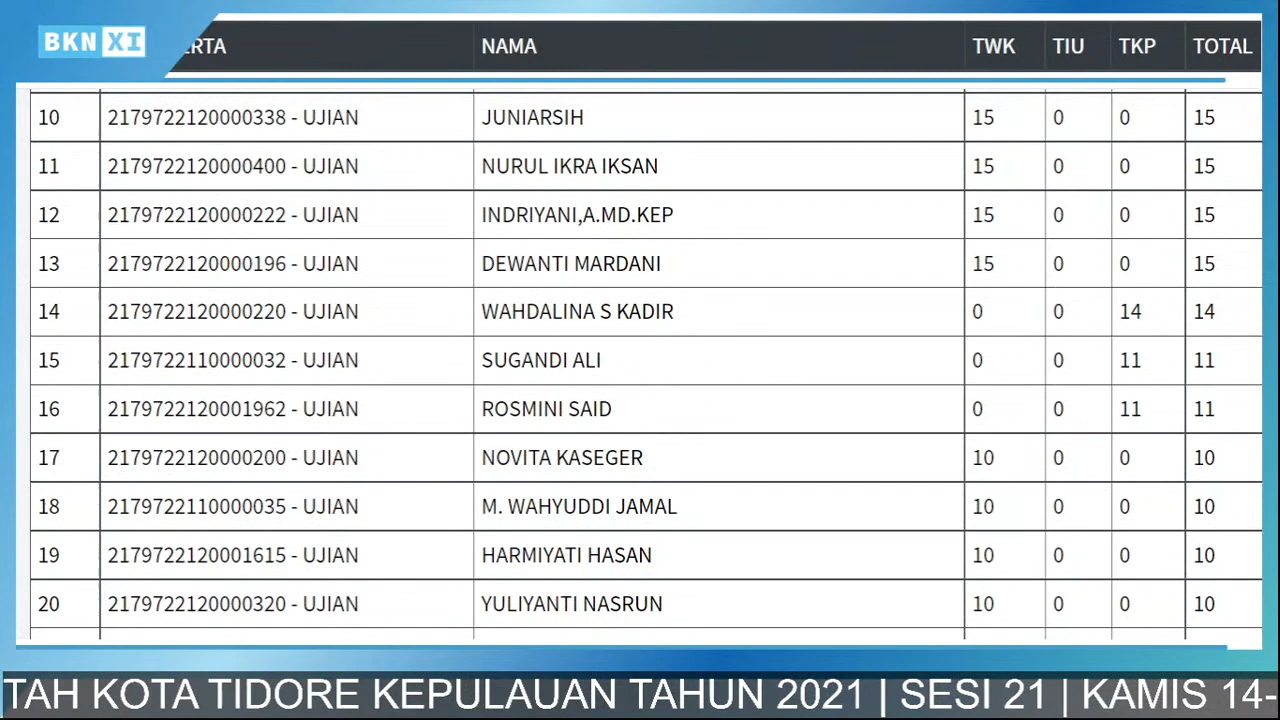 BKN XI
ERTA NAMA TWK TIU TKP TOTAL
10 2179722120000338 - UJIAN JUNIARSIH 15 0 0 15
11 2179722120000400 - UJIAN NURUL IKRA IKSAN 15 0 0 15
12 2179722120000222 - UJIAN INDRIYANI,A.MD.KEP 15 0 0 15
13 2179722120000196 - UJIAN DEWANTI MARDANI 15 0 0 15
14 2179722120000220 - UJIAN WAHDALINA S KADIR 0 0 14 14
15 2179722110000032 - UJIAN SUGANDI ALI 0 0 11 11
16 2179722120001962 - UJIAN ROSMINI SAID 0 0 11 11
17 2179722120000200 - UJIAN NOVITA KASEGER 10 0 0 10
18 2179722110000035 - UJIAN M. WAHYUDDI JAMAL 10 0 0 10
19 2179722120001615 - UJIAN HARMIYATI HASAN 10 0 0 10
20 2179722120000320 - UJIAN YULIYANTI NASRUN 10 0 0 10
TAH KOTA TIDORE KEPULAUAN TAHUN 2021 | SESI 21 | KAMIS 14-